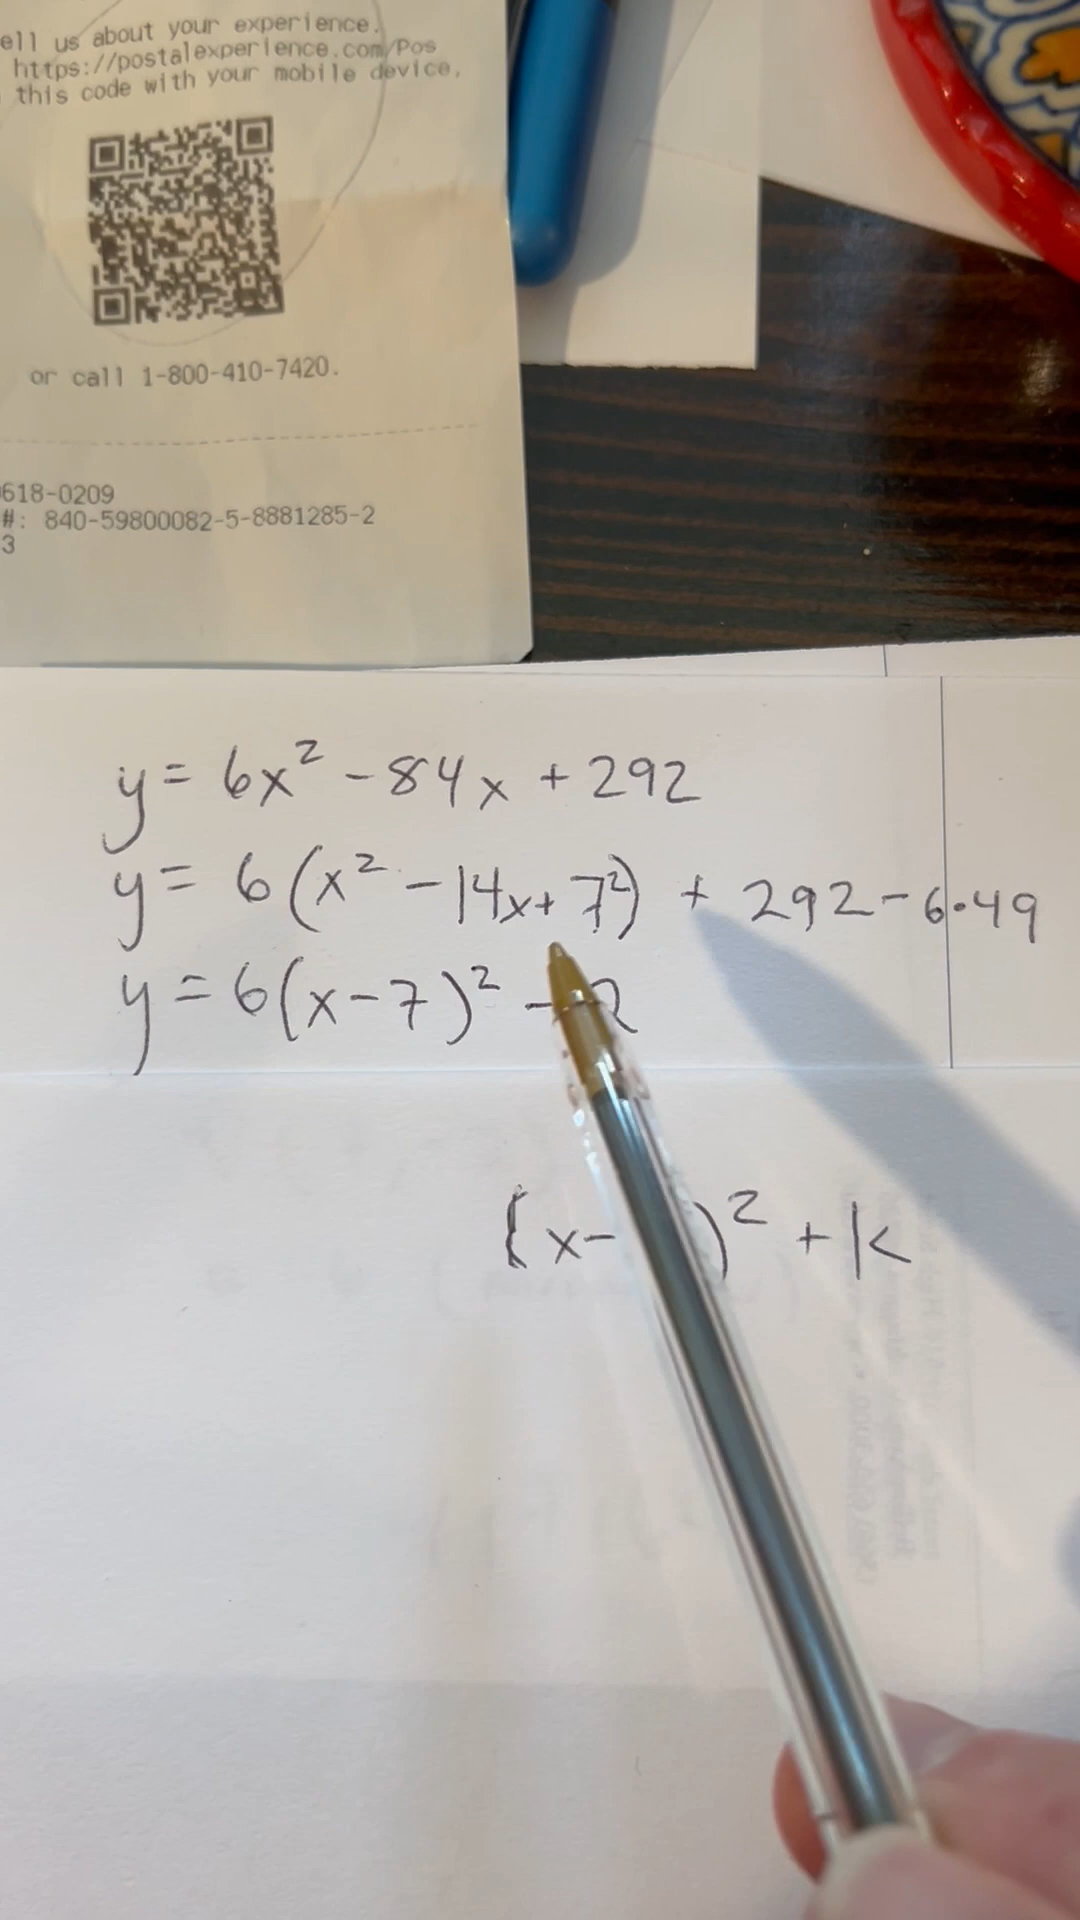 ell us about your experience.
https://postalexperience.com/Pos
this code with your mobile device,
or call 1-800-410-7420.
618-0209
#: 840-59800082-5-8881285-2
3
y = 6x² - 84x + 292
y = 6(x² - 14x + 7²) + 292 - 6·49
y = 6(x - 7)² - 2
(x - )² + k